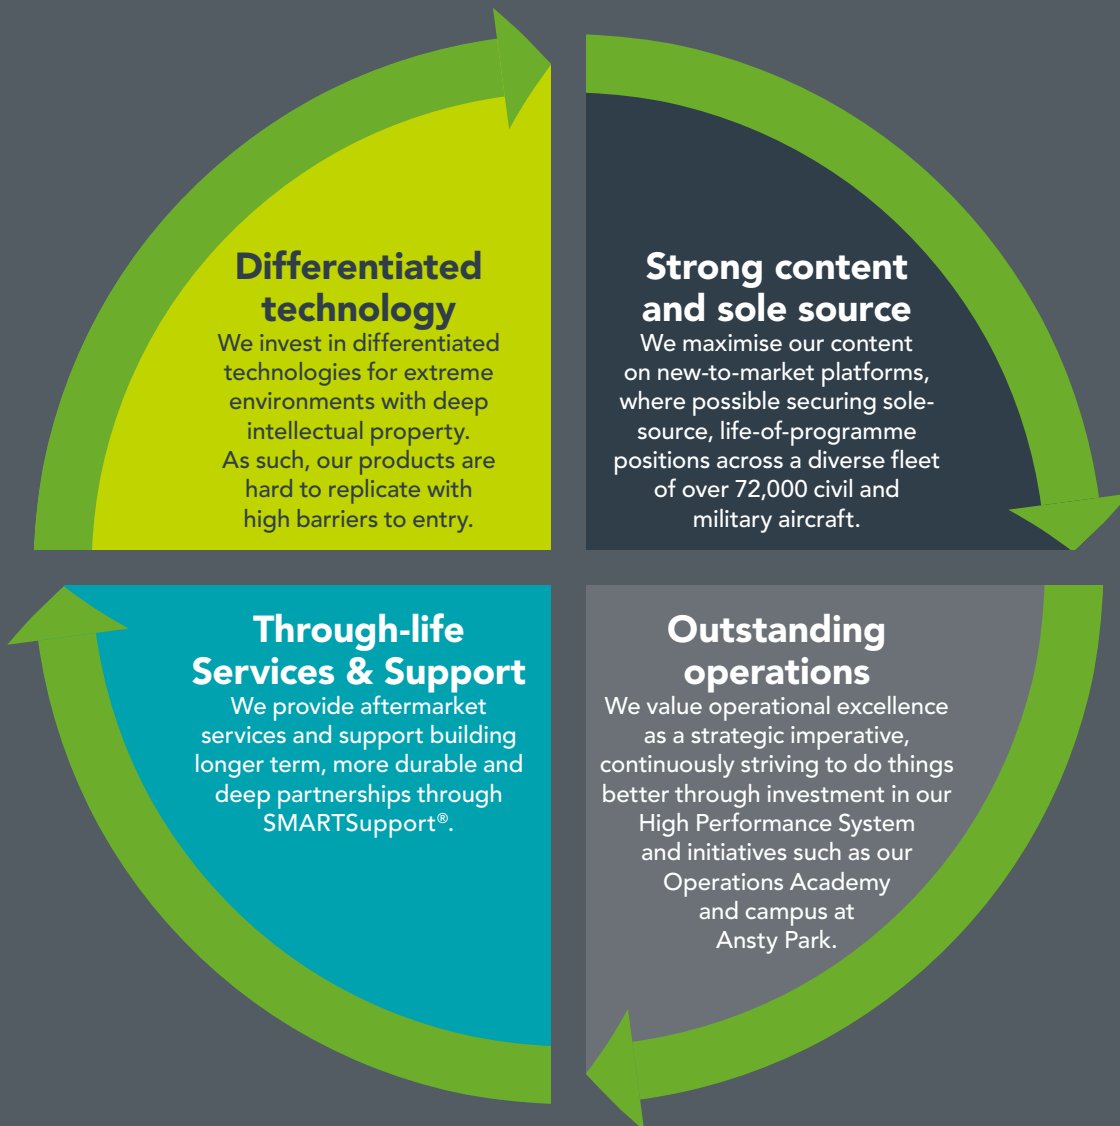 Differentiated
technology
We invest in differentiated
technologies for extreme
environments with deep
intellectual property.
As such, our products are
hard to replicate with
high barriers to entry.
Strong content
and sole source
We maximise our content
on new-to-market platforms,
where possible securing sole-
source, life-of-programme
positions across a diverse fleet
of over 72,000 civil and
military aircraft.
Through-life
Services & Support
We provide aftermarket
services and support building
longer term, more durable and
deep partnerships through
SMARTSupport®.
Outstanding
operations
We value operational excellence
as a strategic imperative,
continuously striving to do things
better through investment in our
High Performance System
and initiatives such as our
Operations Academy
and campus at
Ansty Park.